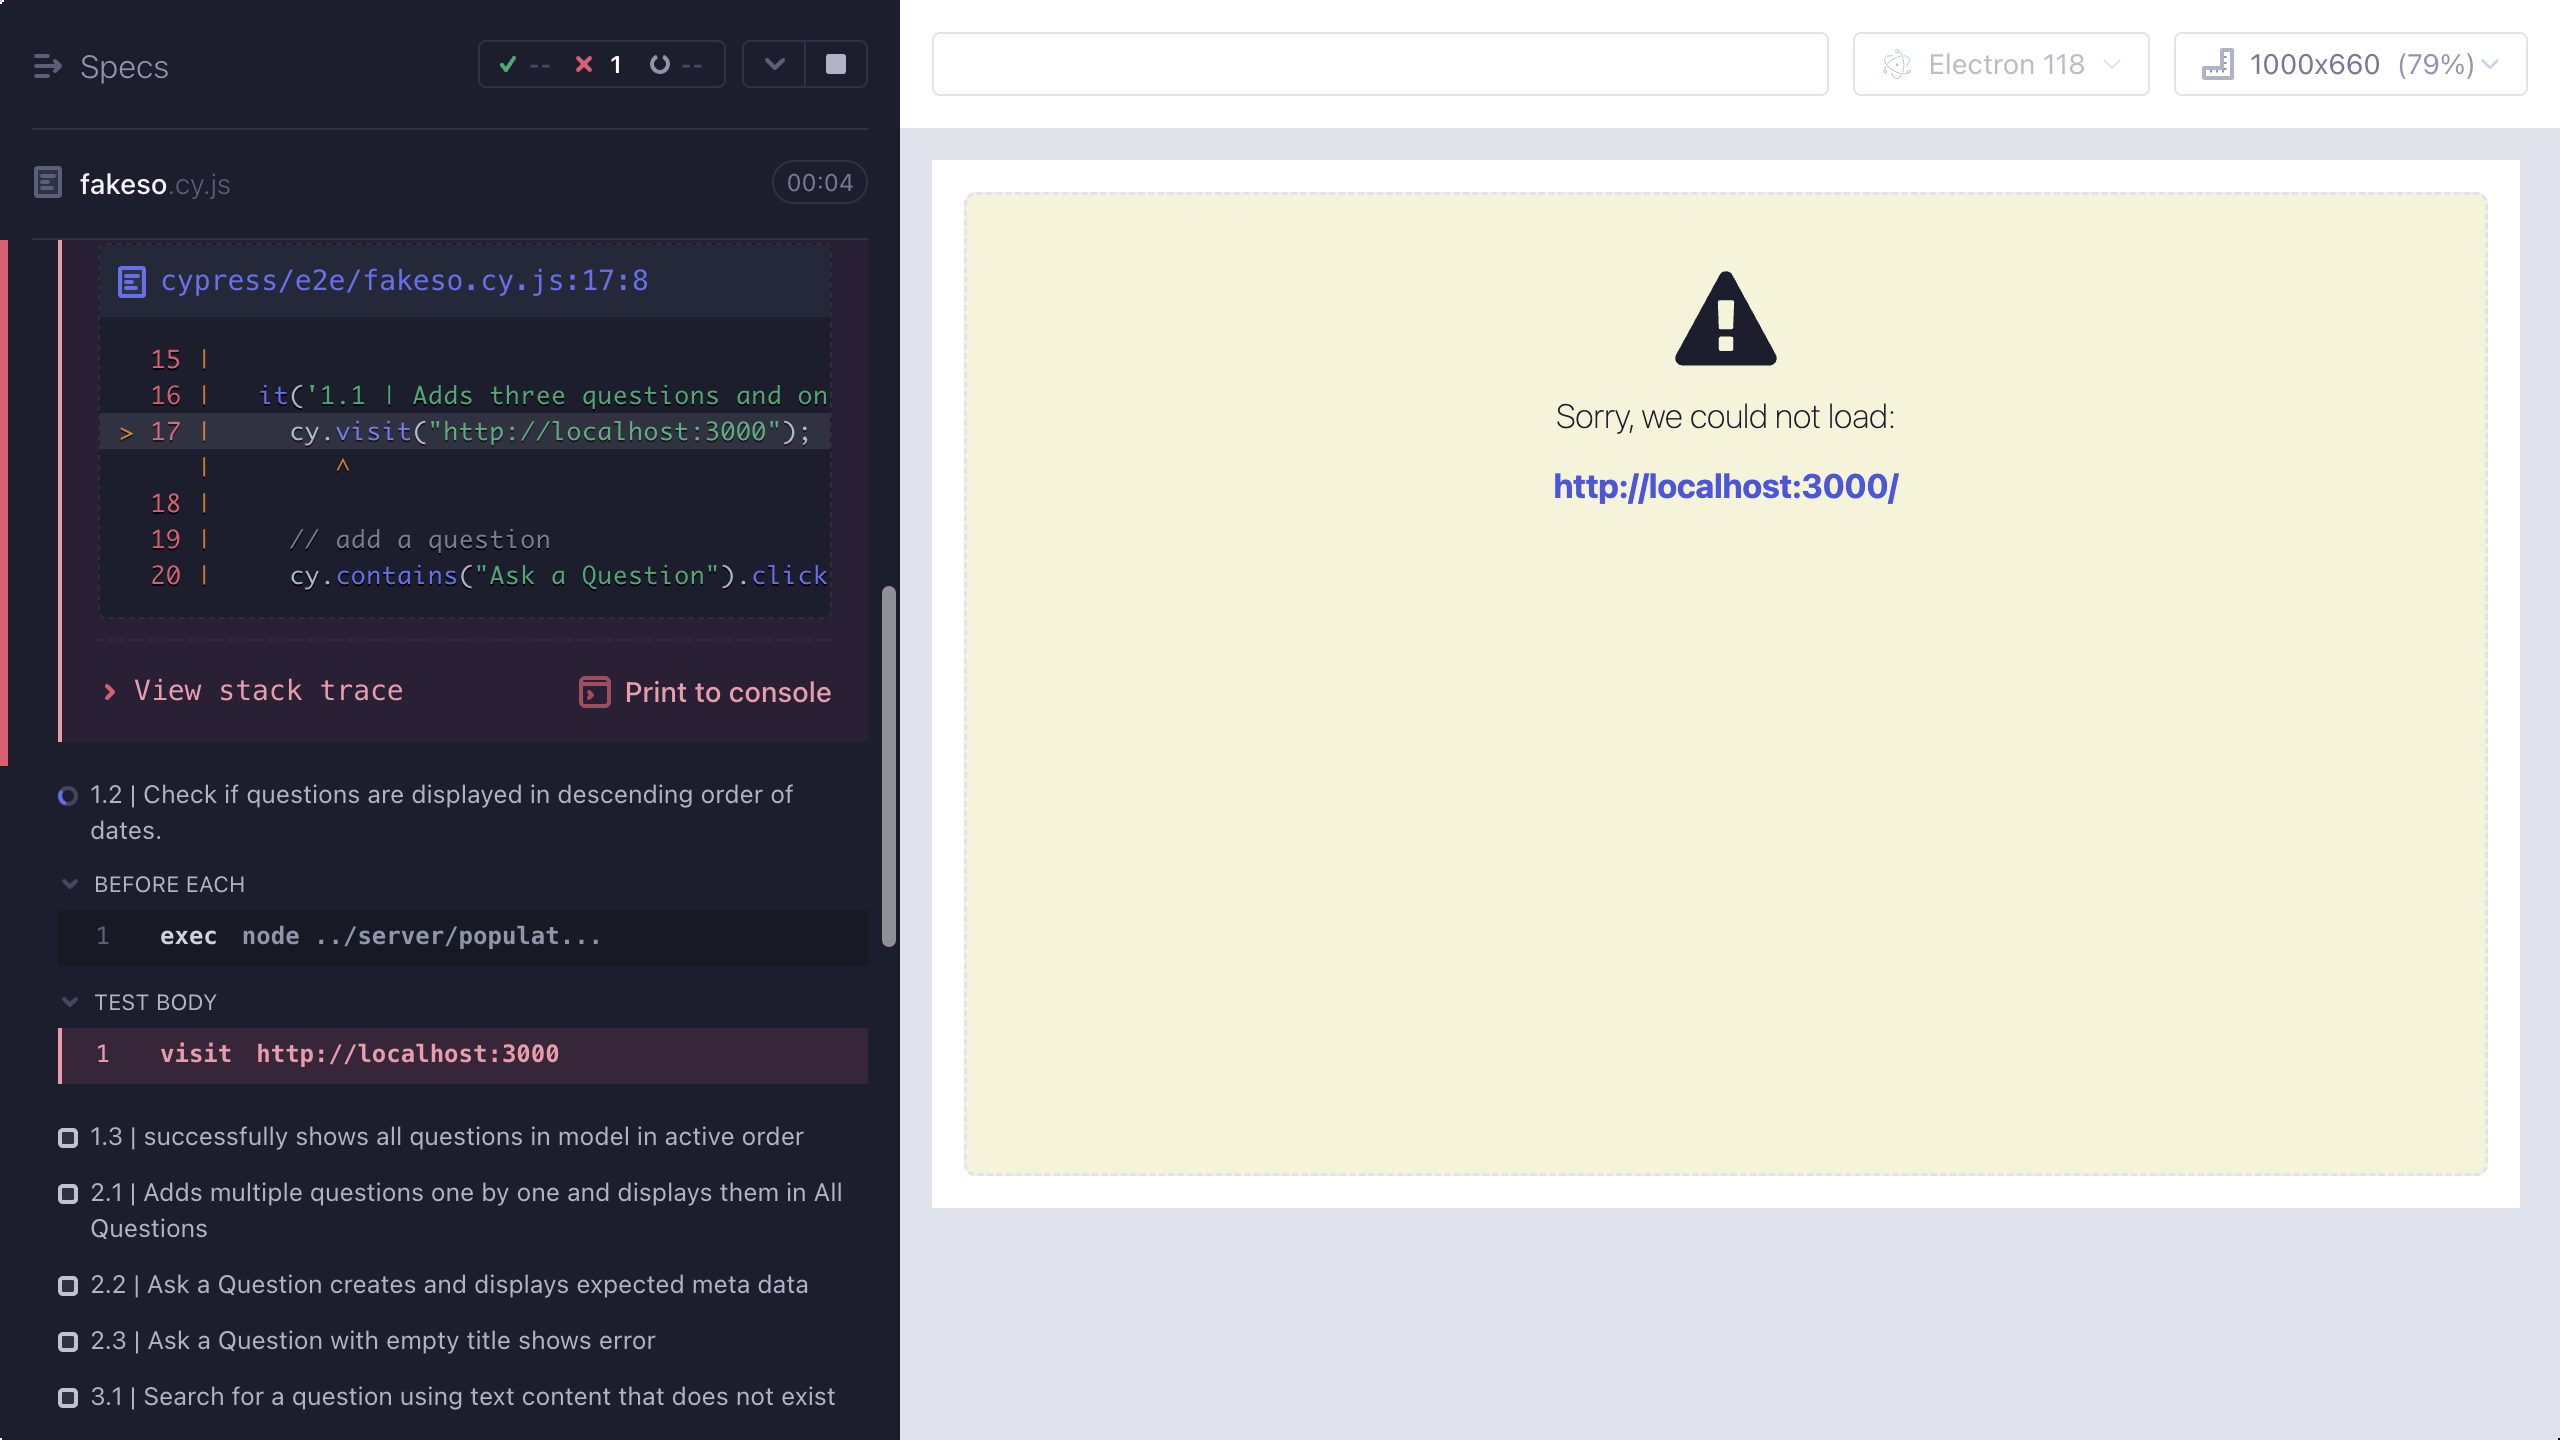 Specs
-- 1 --
fakeso.cy.js
00:04
cypress/e2e/fakeso.cy.js:17:8
15 |
16 | it('1.1 | Adds three questions and on
> 17 | cy.visit("http://localhost:3000");
| ^
18 |
19 | // add a question
20 | cy.contains("Ask a Question").click
View stack trace
Print to console
1.2 | Check if questions are displayed in descending order of
dates.
BEFORE EACH
1 exec node ../server/populat...
TEST BODY
1 visit http://localhost:3000
1.3 | successfully shows all questions in model in active order
2.1 | Adds multiple questions one by one and displays them in All
Questions
2.2 | Ask a Question creates and displays expected meta data
2.3 | Ask a Question with empty title shows error
3.1 | Search for a question using text content that does not exist
Electron 118
1000x660 (79%)
Sorry, we could not load:
http://localhost:3000/